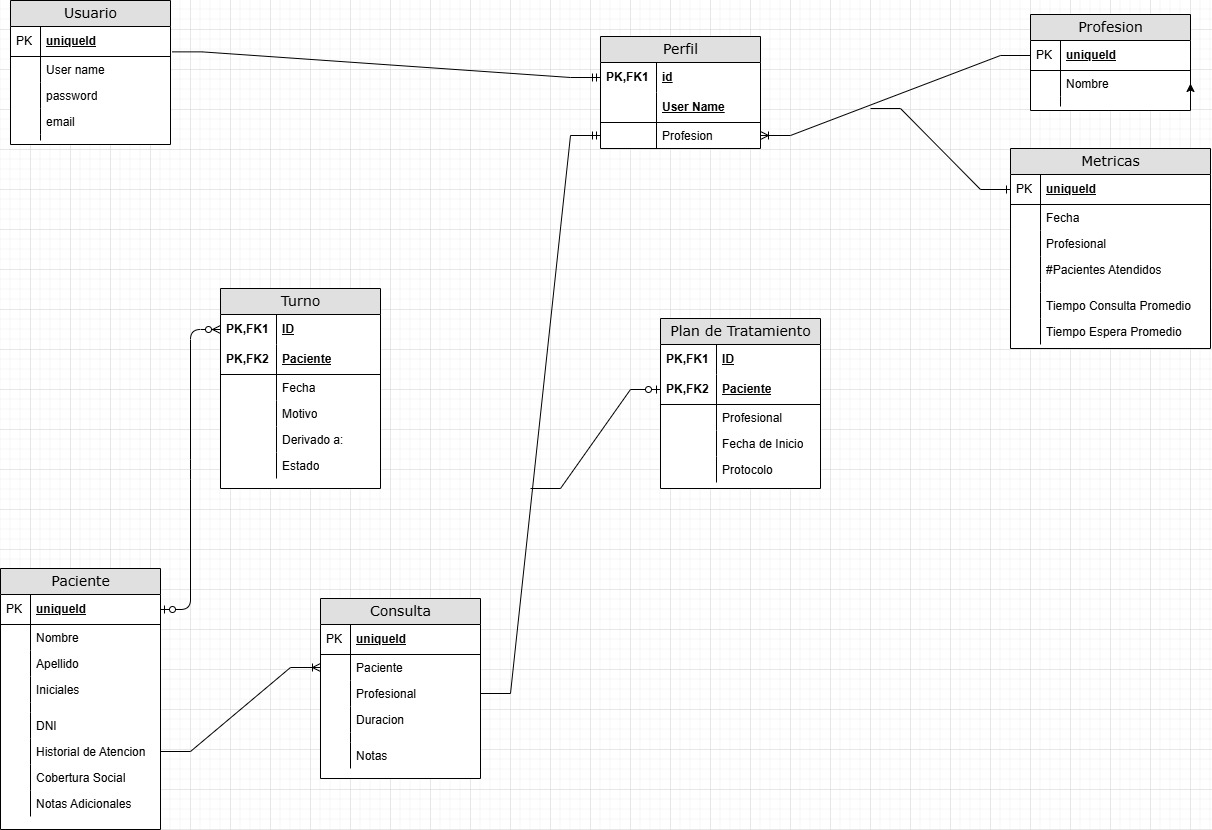 Usuario
PK uniqueId
User name
password
email
Perfil
PK,FK1 id
User Name
Profesion
Profesion
PK uniqueId
Nombre
Metricas
PK uniqueId
Fecha
Profesional
#Pacientes Atendidos
Tiempo Consulta Promedio
Tiempo Espera Promedio
Turno
PK,FK1 ID
PK,FK2 Paciente
Fecha
Motivo
Derivado a:
Estado
Plan de Tratamiento
PK,FK1 ID
PK,FK2 Paciente
Profesional
Fecha de Inicio
Protocolo
Paciente
PK uniqueId
Nombre
Apellido
Iniciales
DNI
Historial de Atencion
Cobertura Social
Notas Adicionales
Consulta
PK uniqueId
Paciente
Profesional
Duracion
Notas